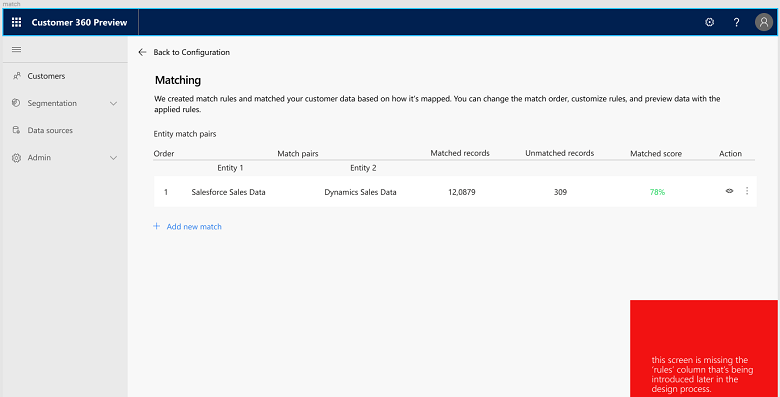 match
Customer 360 Preview
?
Back to Configuration
Customers
Segmentation
Data sources
Admin
Matching
We created match rules and matched your customer data based on how it's mapped. You can change the match order, customize rules, and preview data with the
applied rules.
Entity match pairs
Order Match pairs Matched records Unmatched records Matched score Action
Entity 1 Entity 2
1 Salesforce Sales Data Dynamics Sales Data 12,0879 309 78%
+ Add new match
this screen is missing the
'rules' column that's being
introduced later in the
design process.